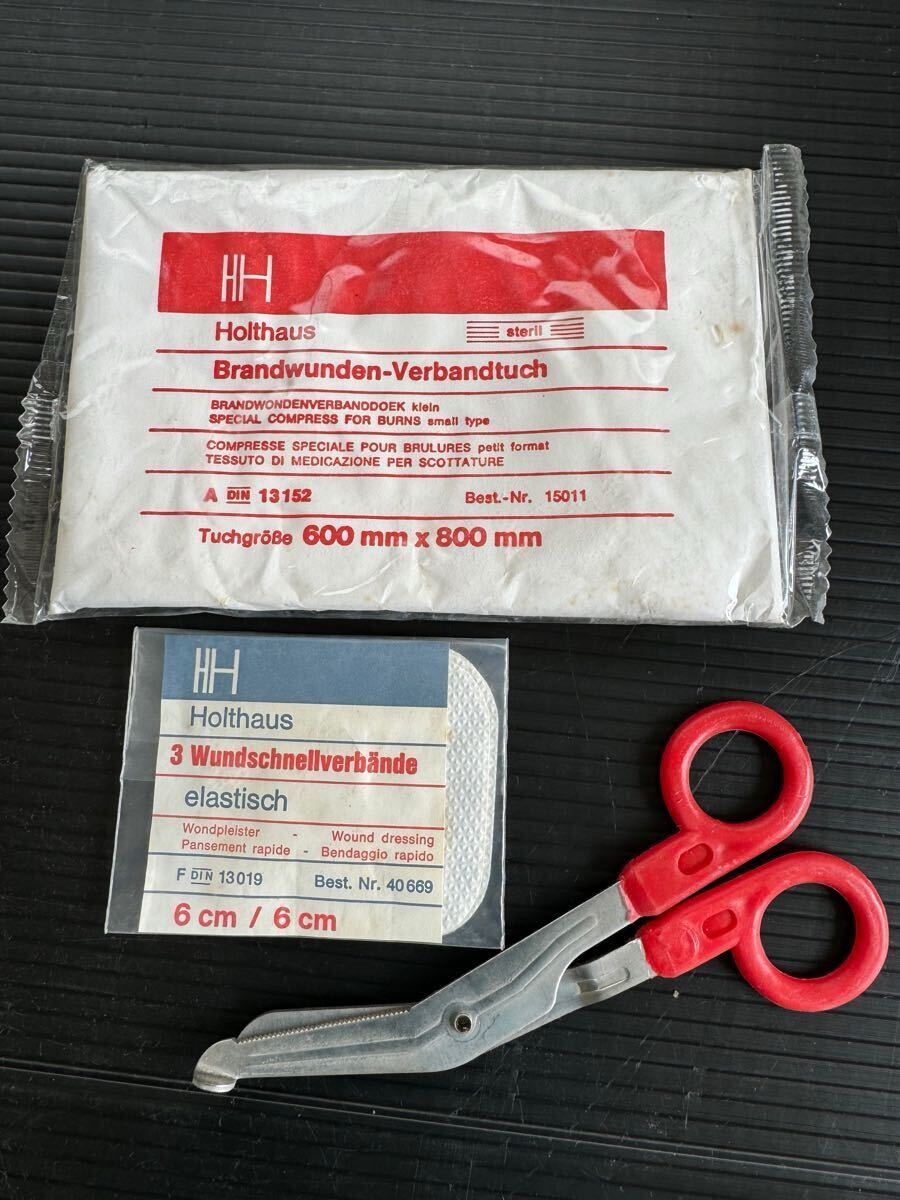 HH
Holthaus
steril
Brandwunden-Verbandtuch
BRANDWONDENVERBANDDOEK klein
SPECIAL COMPRESS FOR BURNS small type
COMPRESSE SPECIALE POUR BRULURES petit format
TESSUTO DI MEDICAZIONE PER SCOTTATURE
A DIN 13152 Best.-Nr. 15011
Tuchgröße 600 mm x 800 mm
HH
Holthaus
3 Wundschnellverbände
elastisch
Wondpleister - Wound dressing
Pansement rapide - Bendaggio rapido
F DIN 13019 Best. Nr. 40669
6 cm / 6 cm